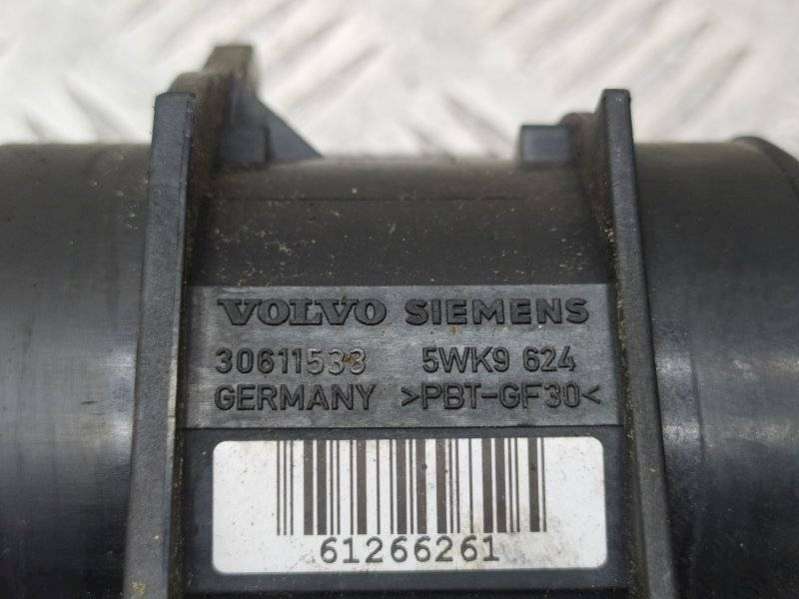 VOLVO SIEMENS
30611533 5WK9 624
GERMANY >PBT-GF30<
61266261